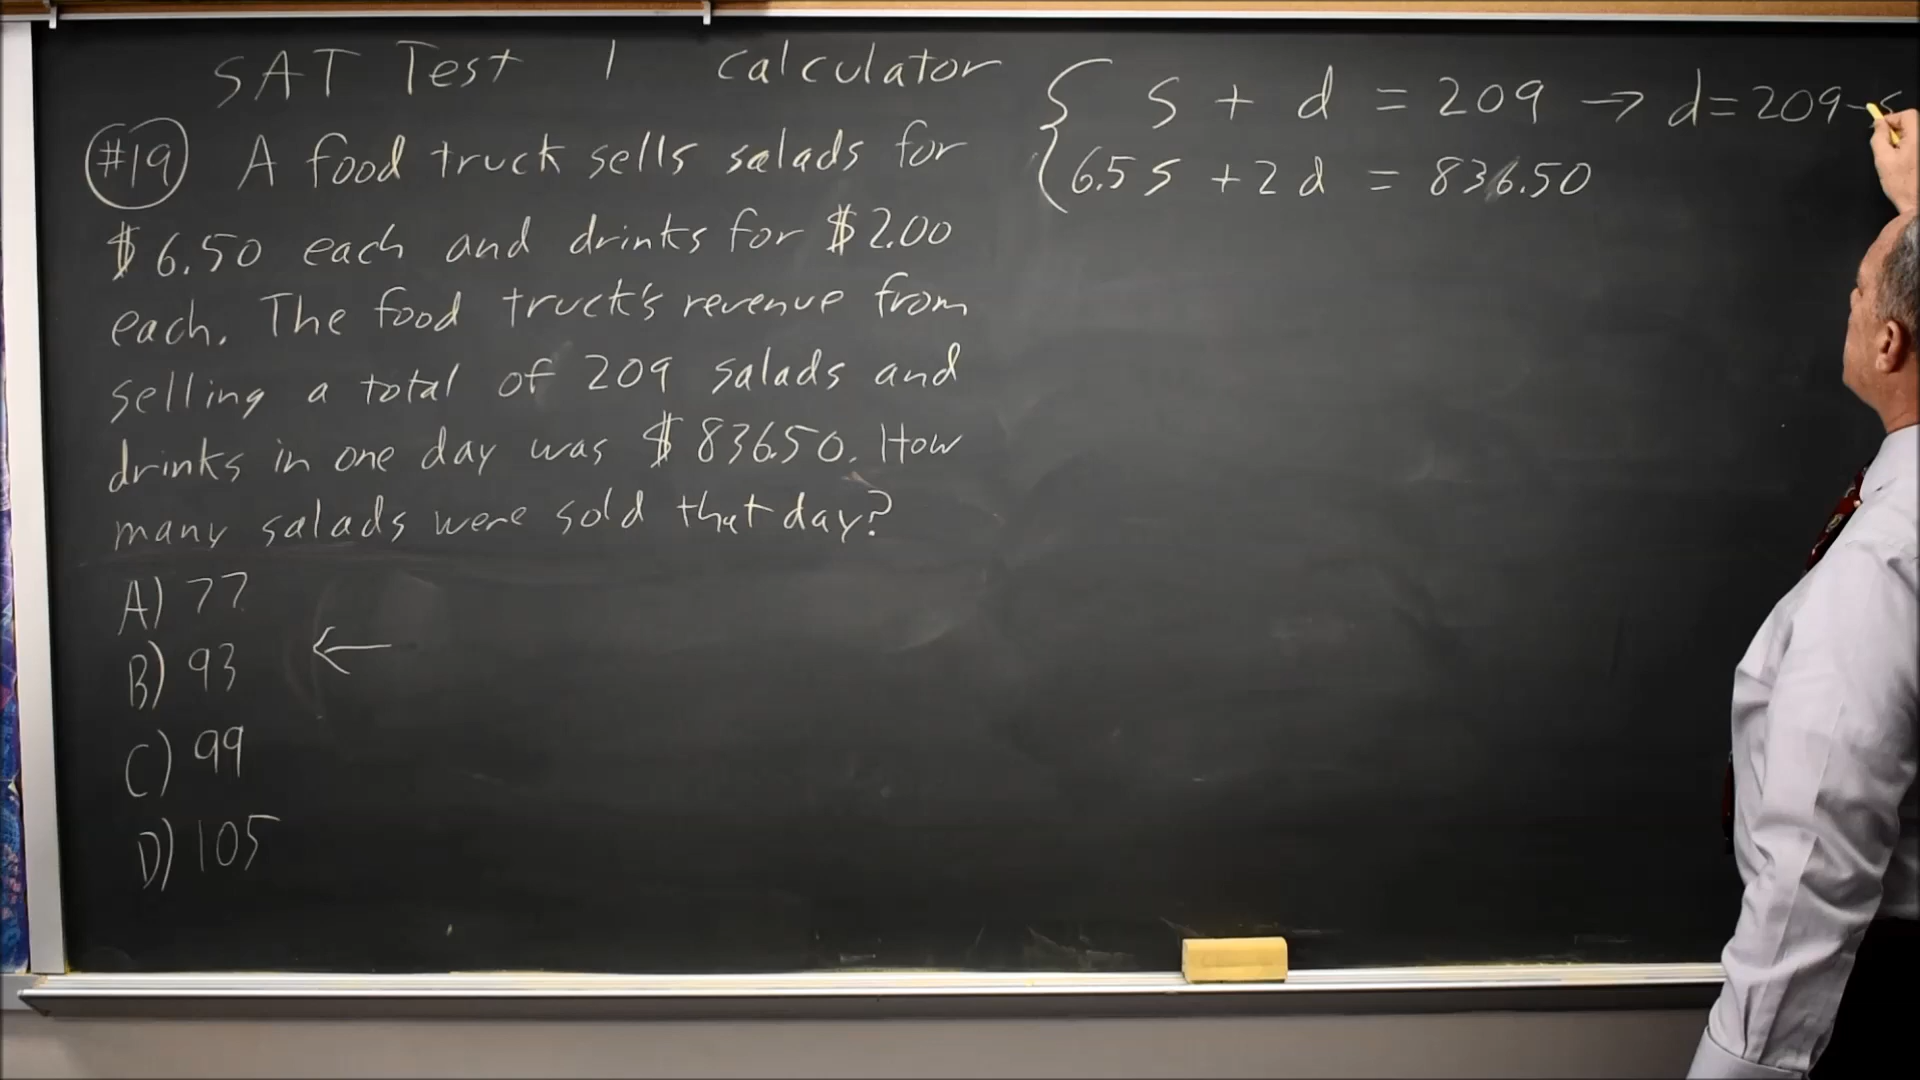 SAT Test 1 calculator
#19 A food truck sells salads for
$6.50 each and drinks for $2.00
each. The food truck's revenue from
selling a total of 209 salads and
drinks in one day was $836.50. How
many salads were sold that day?
A) 77
B) 93 ←
C) 99
D) 105
{ s + d = 209 → d=209-s
6.5s +2d = 836.50